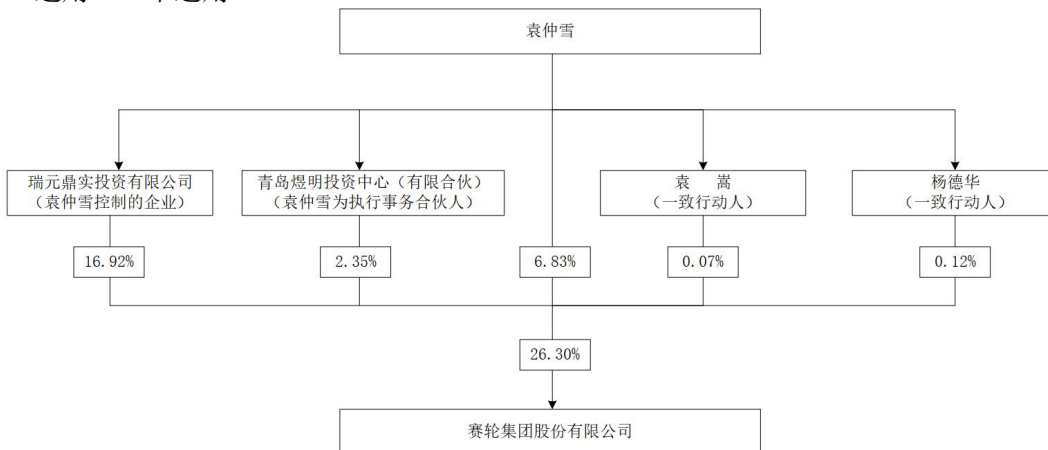 袁仲雪
瑞元鼎实投资有限公司
（袁仲雪控制的企业）
青岛煜明投资中心（有限合伙）
（袁仲雪为执行事务合伙人）
袁　嵩
（一致行动人）
杨德华
（一致行动人）
16.92%
2.35%
6.83%
0.07%
0.12%
26.30%
赛轮集团股份有限公司